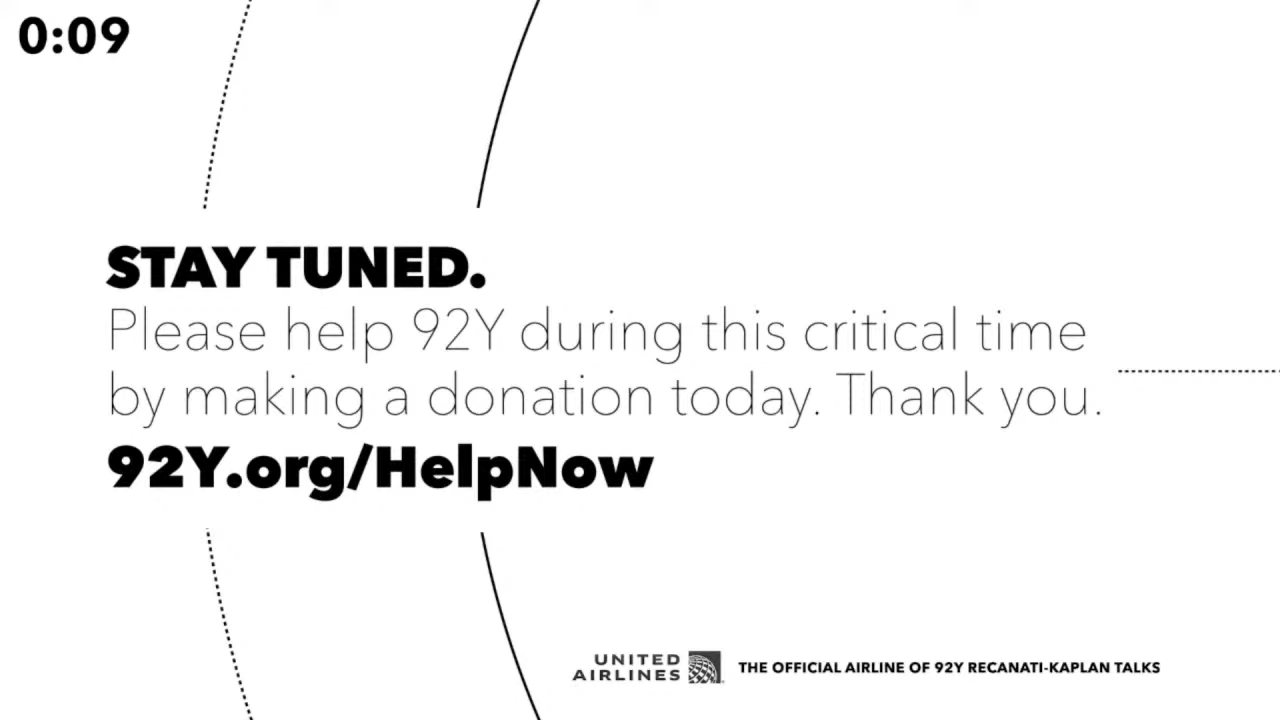 0:09
STAY TUNED.
Please help 92Y during this critical time
by making a donation today. Thank you.
92Y.org/HelpNow
UNITED
AIRLINES
THE OFFICIAL AIRLINE OF 92Y RECANATI-KAPLAN TALKS